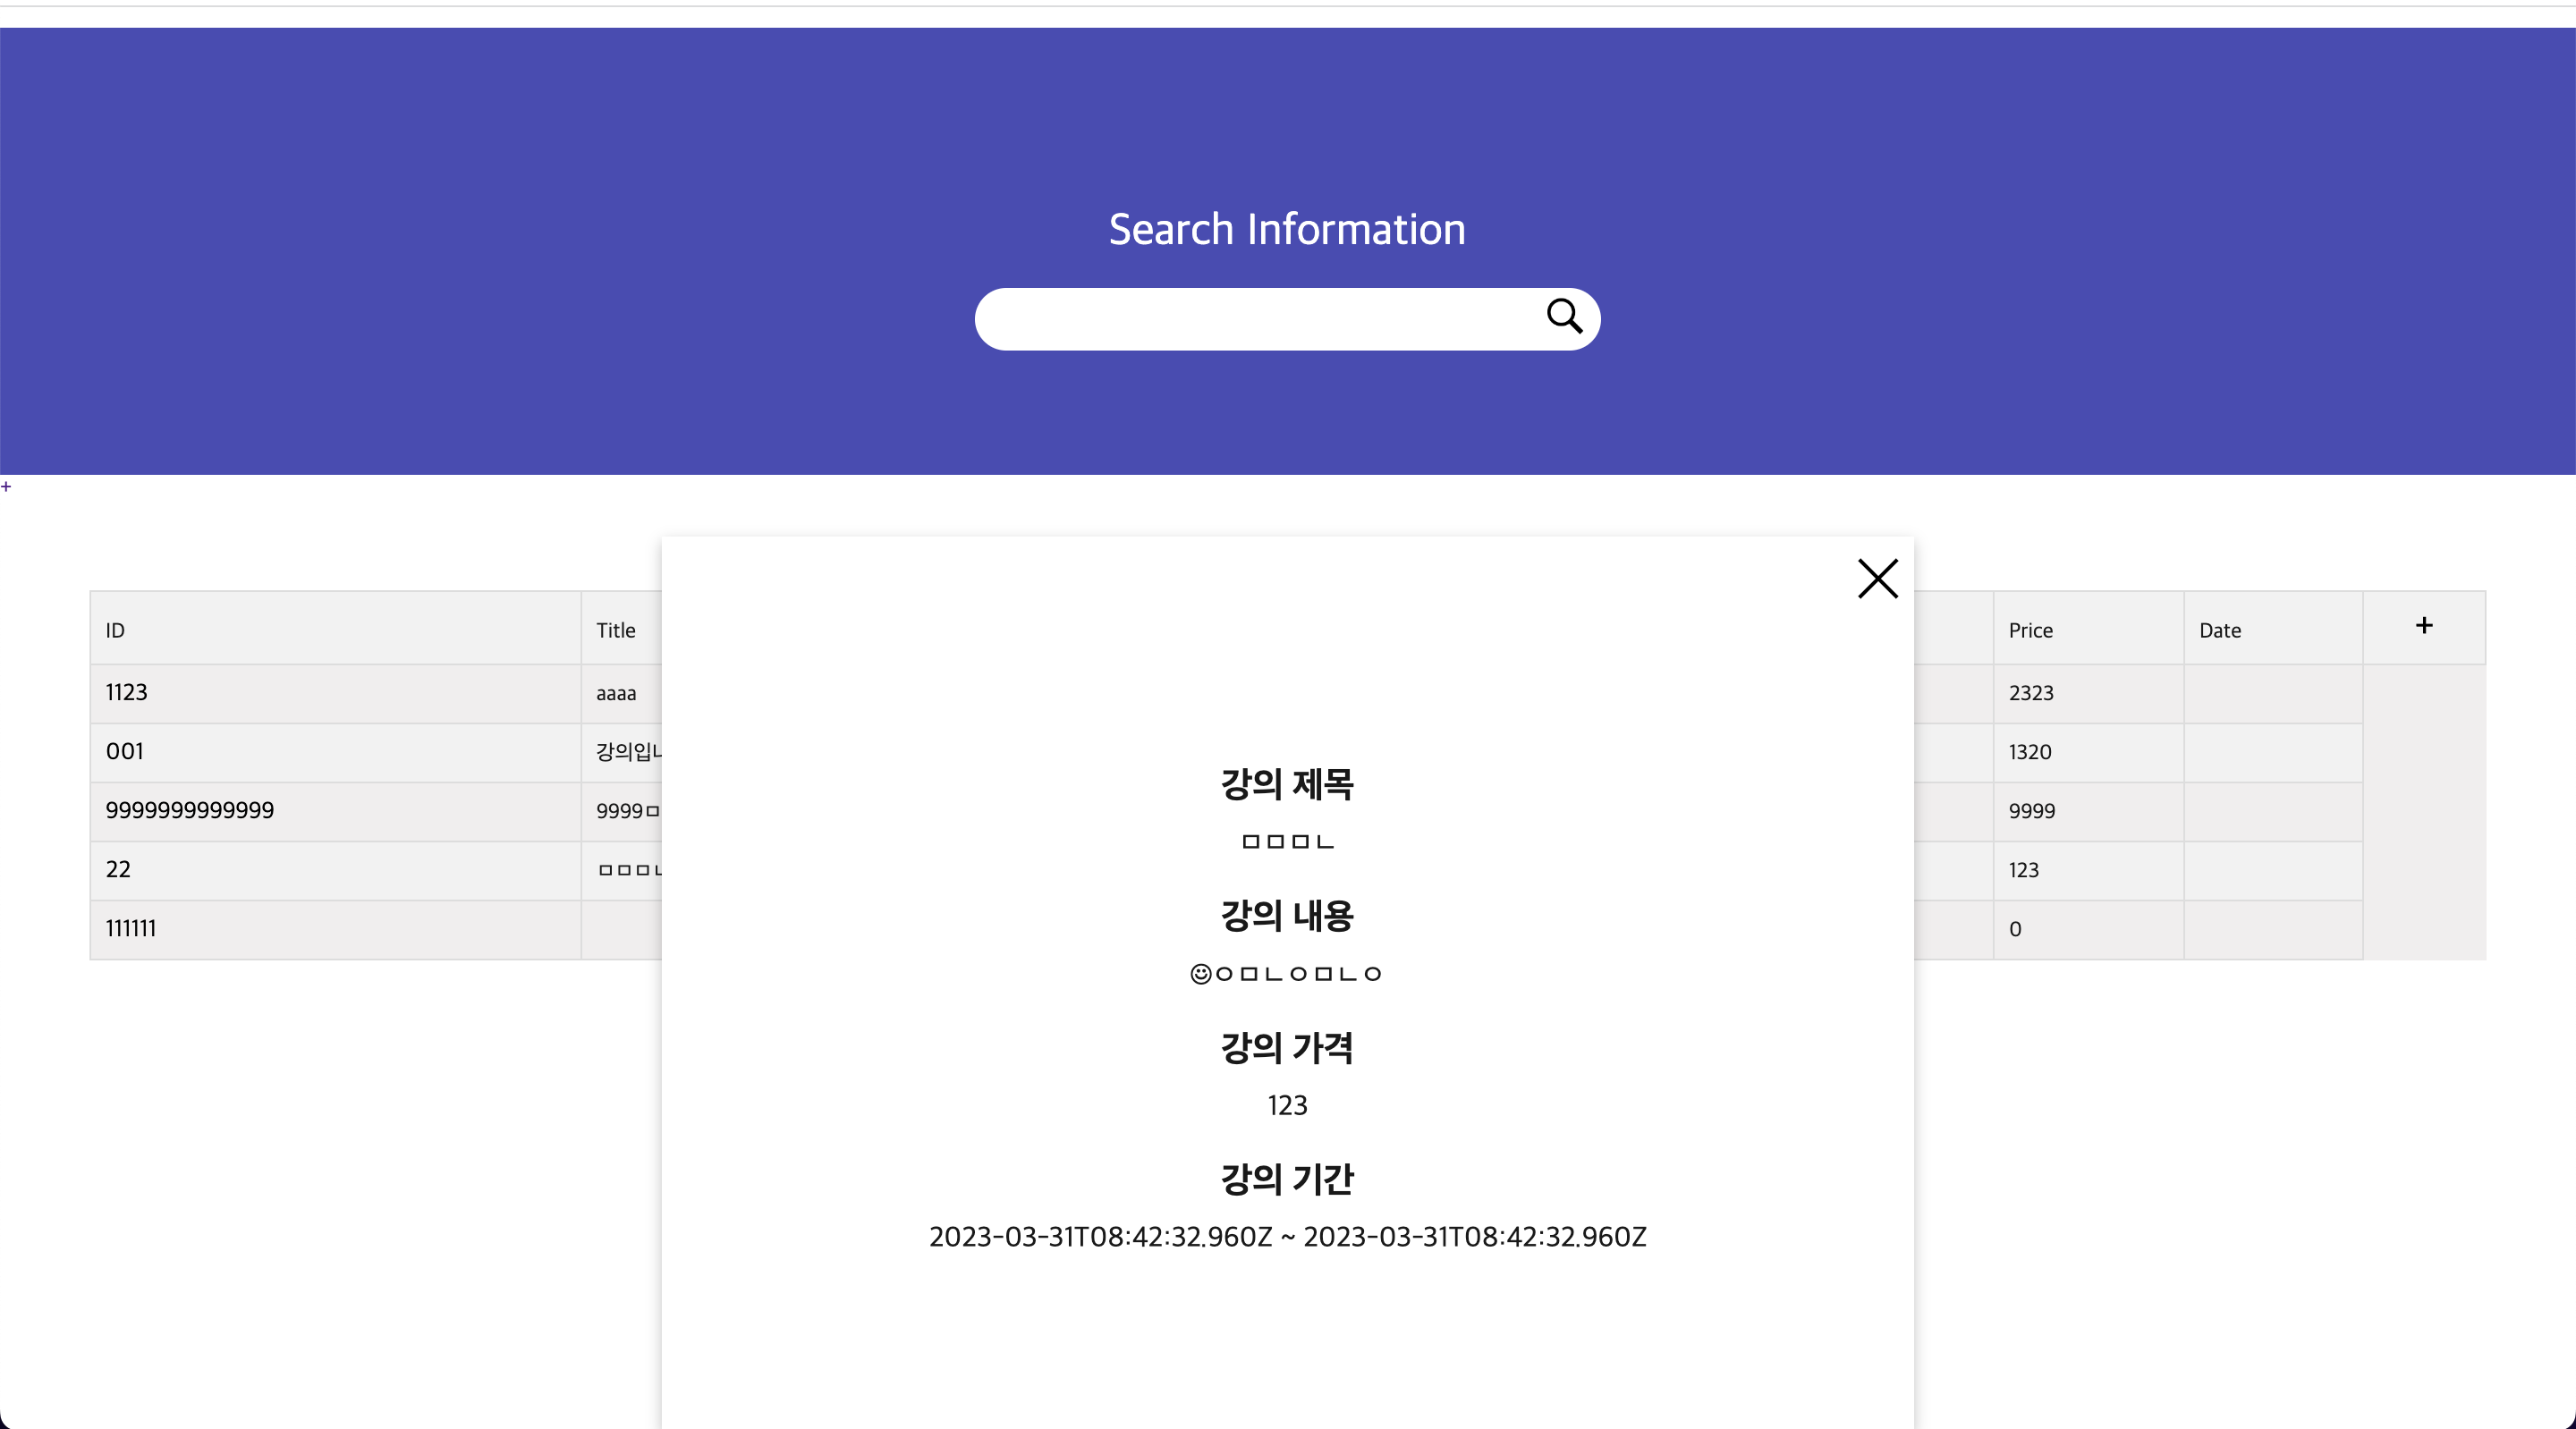 Search Information
+
ID Title Price Date +
1123 aaaa 2323
001 강의입니 1320
9999999999999 9999ㅁ 9999
22 ㅁㅁㅁㄴ 123
111111 0
강의 제목
ㅁㅁㅁㄴ
강의 내용
☺ㅇㅁㄴㅇㅁㄴㅇ
강의 가격
123
강의 기간
2023-03-31T08:42:32.960Z ~ 2023-03-31T08:42:32.960Z